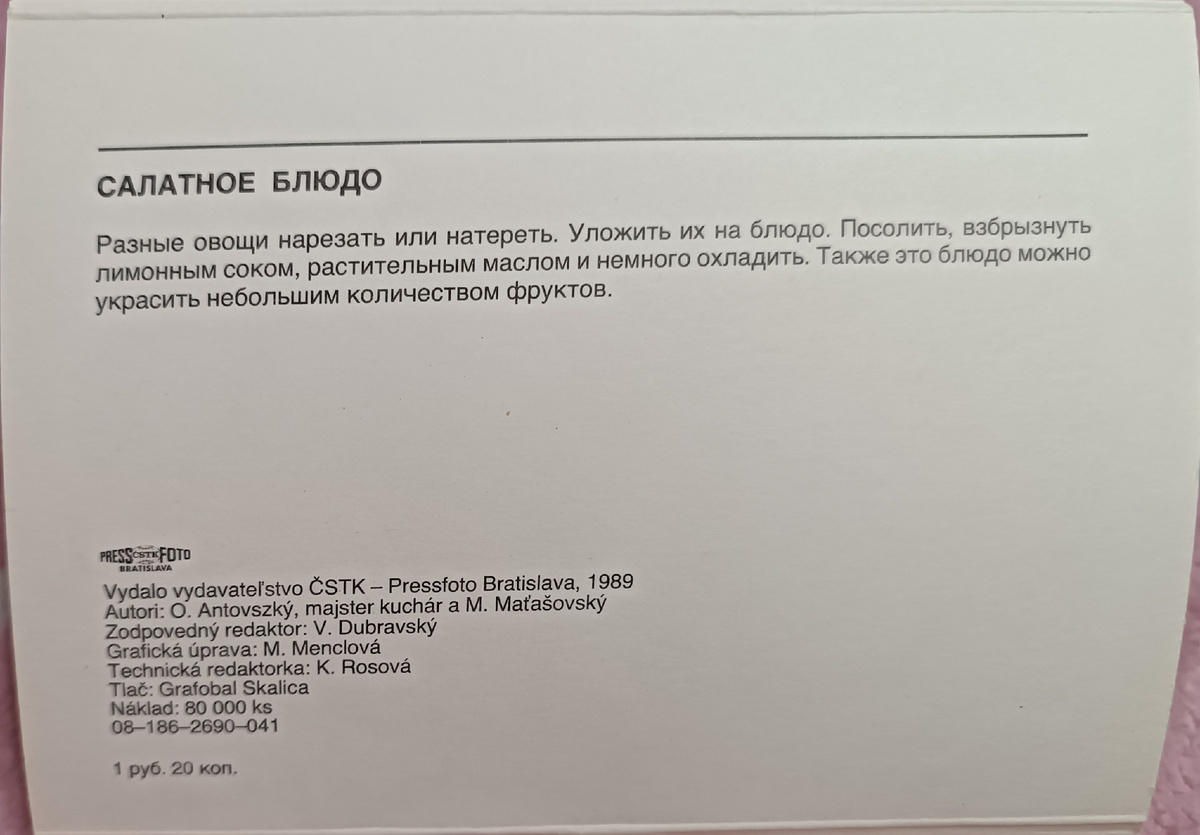 САЛАТНОЕ БЛЮДО
Разные овощи нарезать или натереть. Уложить их на блюдо. Посолить, взбрызнуть
лимонным соком, растительным маслом и немного охладить. Также это блюдо можно
украсить небольшим количеством фруктов.
PRESS ČSTK FOTO
BRATISLAVA
Vydalo vydavateľstvo ČSTK – Pressfoto Bratislava, 1989
Autori: O. Antovszký, majster kuchár a M. Maťašovský
Zodpovedný redaktor: V. Dubravský
Grafická úprava: M. Menclová
Technická redaktorka: K. Rosová
Tlač: Grafobal Skalica
Náklad: 80 000 ks
08–186–2690–041
1 руб. 20 коп.